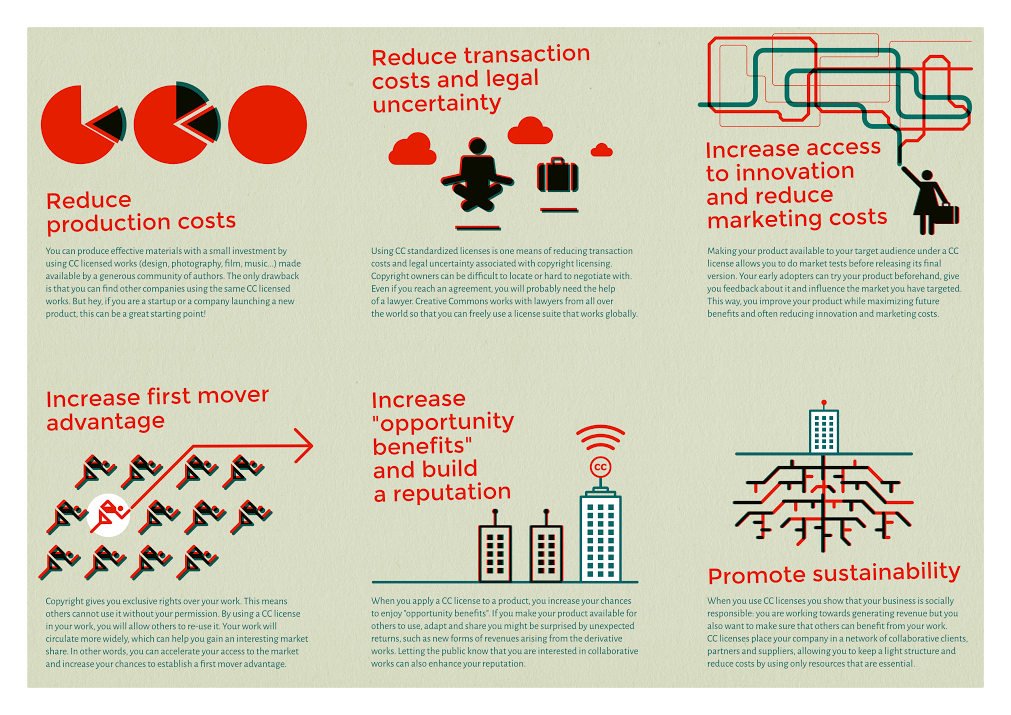 Reduce
production costs
You can produce effective materials with a small investment by
using CC licensed works (design, photography, film, music...) made
available by a generous community of authors. The only drawback
is that you can find other companies using the same CC licensed
works. But hey, if you are a startup or a company launching a new
product, this can be a great starting point!
Reduce transaction
costs and legal
uncertainty
Using CC standardized licenses is one means of reducing transaction
costs and legal uncertainty associated with copyright licensing.
Copyright owners can be difficult to locate or hard to negotiate with.
Even if you reach an agreement, you will probably need the help
of a lawyer. Creative Commons works with lawyers from all over
the world so that you can freely use a license suite that works globally.
Increase access
to innovation
and reduce
marketing costs
Making your product available to your target audience under a CC
license allows you to do market tests before releasing its final
version. Your early adopters can try your product beforehand, give
you feedback about it and influence the market you have targeted.
This way, you improve your product while maximizing future
benefits and often reducing innovation and marketing costs.
Increase first mover
advantage
Copyright gives you exclusive rights over your work. This means
others cannot use it without your permission. By using a CC license
in your work, you will allow others to re-use it. Your work will
circulate more widely, which can help you gain an interesting market
share. In other words, you can accelerate your access to the market
and increase your chances to establish a first mover advantage.
Increase
"opportunity
benefits"
and build
a reputation
CC
When you apply a CC license to a product, you increase your chances
to enjoy "opportunity benefits". If you make your product available for
others to use, adapt and share you might be surprised by unexpected
returns, such as new forms of revenues arising from the derivative
works. Letting the public know that you are interested in collaborative
works can also enhance your reputation.
Promote sustainability
When you use CC licenses you show that your business is socially
responsible: you are working towards generating revenue but you
also want to make sure that others can benefit from your work.
CC licenses place your company in a network of collaborative clients,
partners and suppliers, allowing you to keep a light structure and
reduce costs by using only resources that are essential.